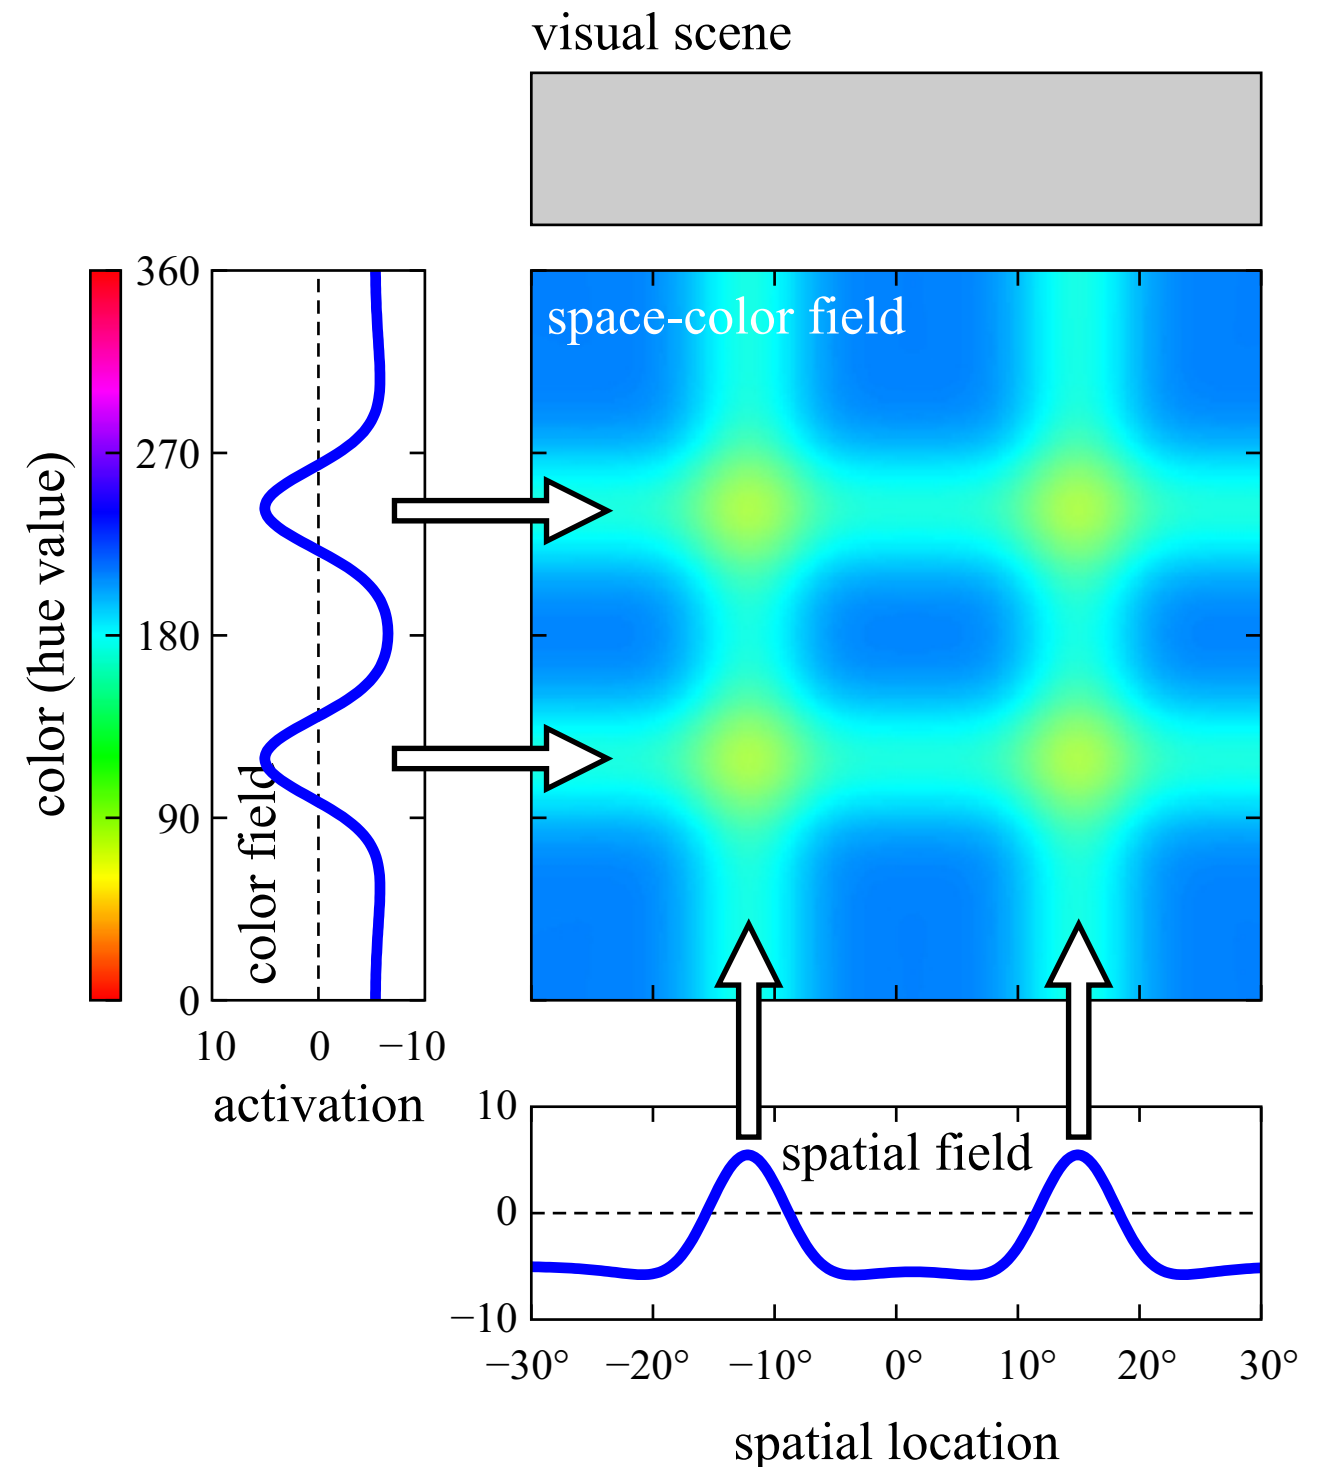 visual scene
color (hue value)
360
270
180
90
0
color field
10 0 −10
activation
space-color field
10
0
−10
spatial field
−30° −20° −10° 0° 10° 20° 30°
spatial location